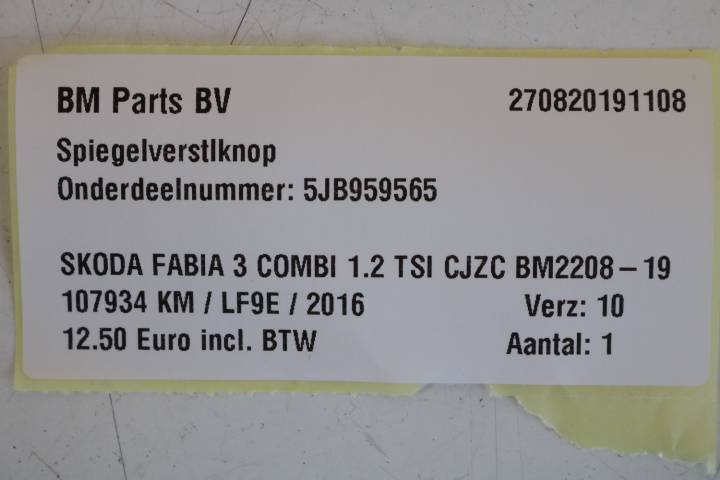 BM Parts BV 270820191108
Spiegelverstlknop
Onderdeelnummer: 5JB959565
SKODA FABIA 3 COMBI 1.2 TSI CJZC BM2208-19
107934 KM / LF9E / 2016 Verz: 10
12.50 Euro incl. BTW Aantal: 1